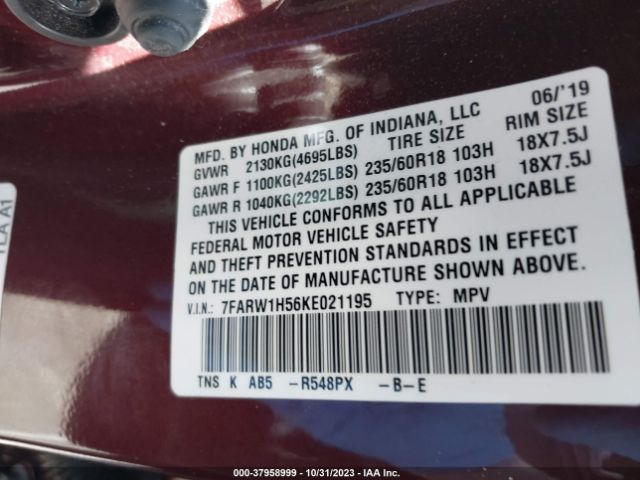 MFD. BY HONDA MFG. OF INDIANA, LLC 06/'19
GVWR 2130KG(4695LBS) TIRE SIZE RIM SIZE
GAWR F 1100KG(2425LBS) 235/60R18 103H 18X7.5J
GAWR R 1040KG(2292LBS) 235/60R18 103H 18X7.5J
THIS VEHICLE CONFORMS TO ALL APPLICABLE
FEDERAL MOTOR VEHICLE SAFETY
AND THEFT PREVENTION STANDARDS IN EFFECT
ON THE DATE OF MANUFACTURE SHOWN ABOVE.
V.I.N.: 7FARW1H56KE021195 TYPE: MPV
TNS K AB5 -R548PX -B-E
TLA A1
000-37958999 - 10/31/2023 - IAA Inc.